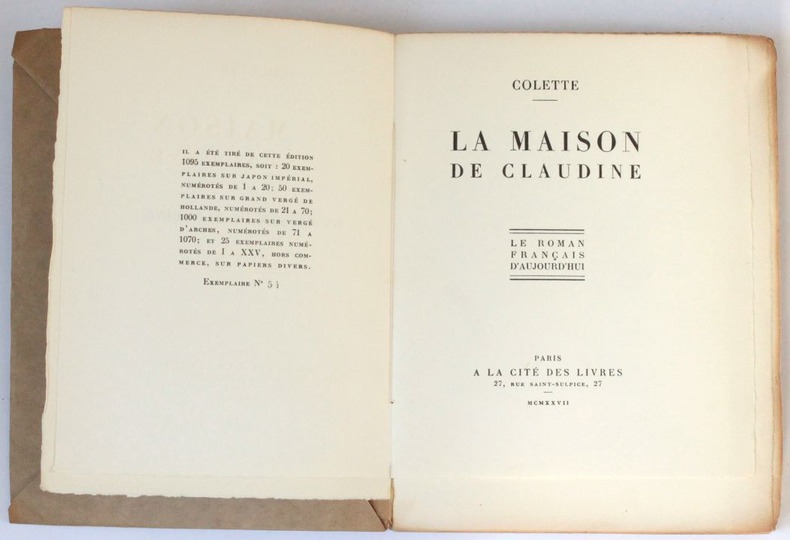 IL A ÉTÉ TIRÉ DE CETTE ÉDITION
1095 EXEMPLAIRES, SOIT : 20 EXEM-
PLAIRES SUR JAPON IMPÉRIAL,
NUMÉROTÉS DE 1 A 20; 50 EXEM-
PLAIRES SUR GRAND VERGÉ DE
HOLLANDE, NUMÉROTÉS DE 21 A 70;
1000 EXEMPLAIRES SUR VERGÉ
D'ARCHES, NUMÉROTÉS DE 71 A
1070; ET 25 EXEMPLAIRES NUMÉ-
ROTÉS DE I A XXV, HORS COM-
MERCE, SUR PAPIERS DIVERS.
EXEMPLAIRE N°
COLETTE
LA MAISON
DE CLAUDINE
LE ROMAN
FRANÇAIS
D'AUJOURD'HUI
PARIS
A LA CITÉ DES LIVRES
27, RUE SAINT-SULPICE, 27
MCMXXVII